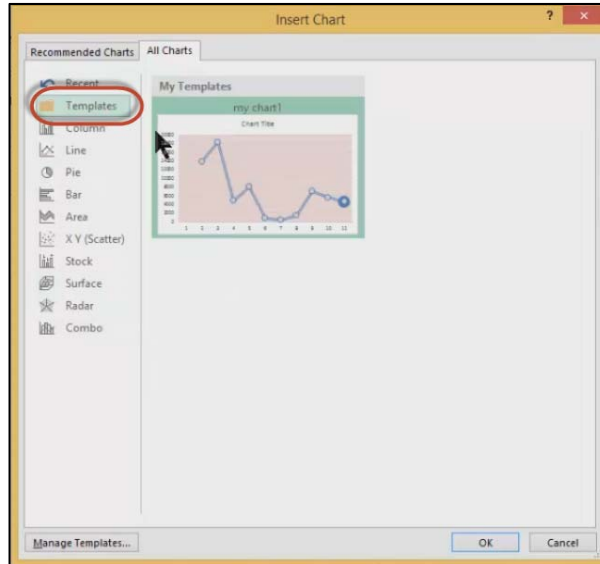 Insert Chart
?
Recommended Charts
All Charts
Recent
Templates
Column
Line
Pie
Bar
Area
X Y (Scatter)
Stock
Surface
Radar
Combo
My Templates
my chart1
Chart Title
1 2 3 4 5 6 7 8 9 10 11
Manage Templates...
OK
Cancel